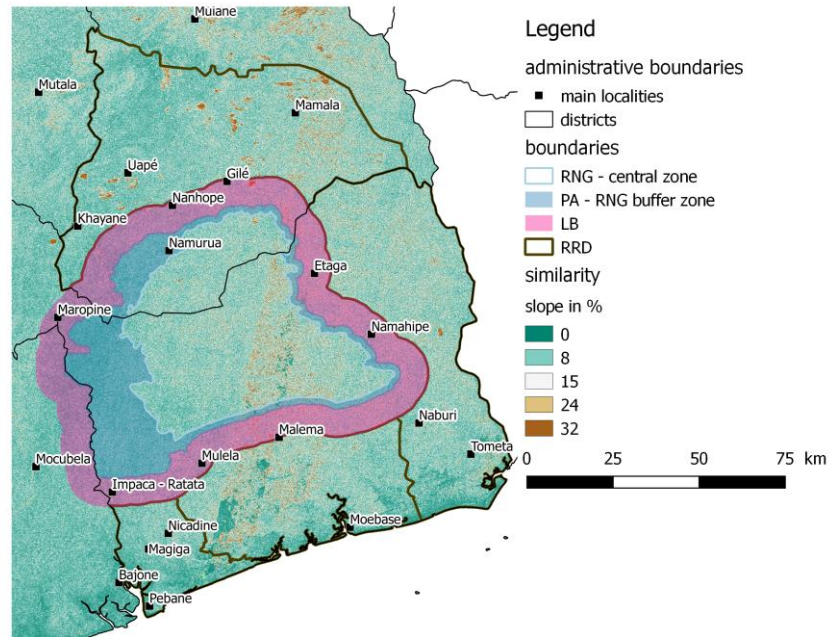 Muiane
Mutala
Mamala
Uapé
Gilé
Nanhope
Khayane
Namurua
Etaga
Maropine
Namahipe
Naburi
Malema
Tometa
Mulela
Mocubela
Impaca - Ratata
Nicadine
Moebase
Magiga
Bajone
Pebane
Legend
administrative boundaries
main localities
districts
boundaries
RNG - central zone
PA - RNG buffer zone
LB
RRD
similarity
slope in %
0
8
15
24
32
0 25 50 75 km